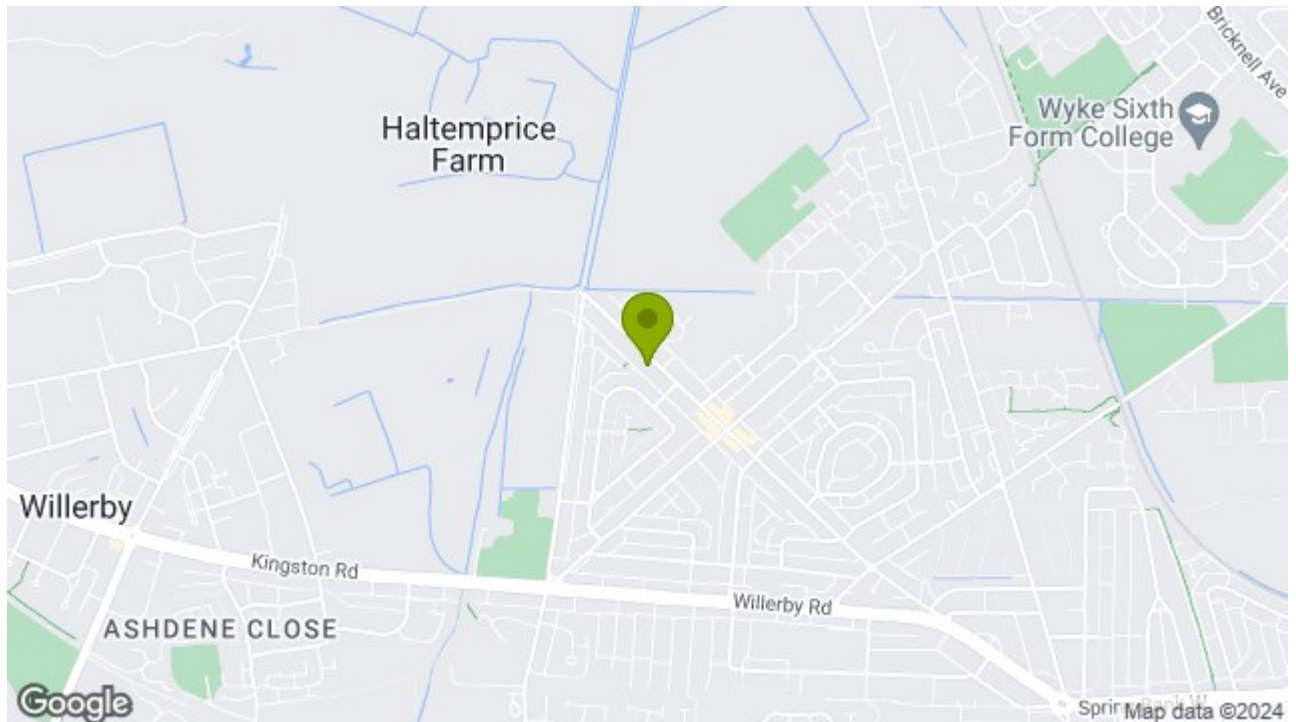 Bricknell Ave
Wyke Sixth
Form College
Haltemprice
Farm
Willerby
Kingston Rd
Willerby Rd
ASHDENE CLOSE
Google
Map data ©2024